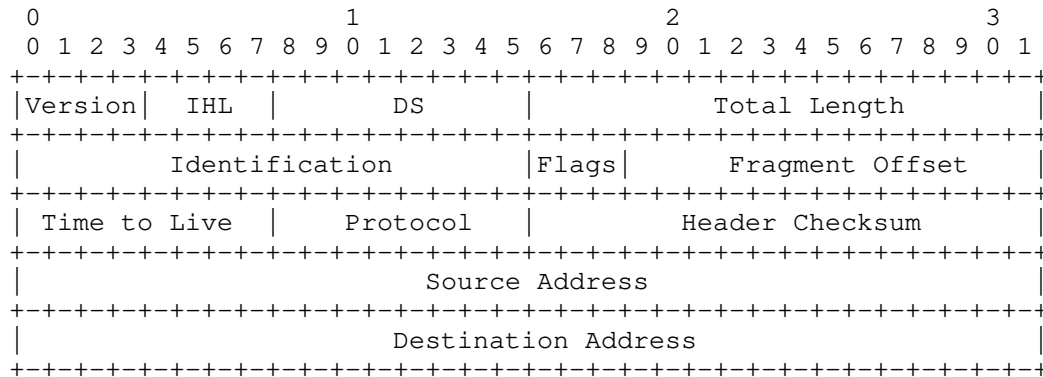 0                   1                   2                   3
0 1 2 3 4 5 6 7 8 9 0 1 2 3 4 5 6 7 8 9 0 1 2 3 4 5 6 7 8 9 0 1
+-+-+-+-+-+-+-+-+-+-+-+-+-+-+-+-+-+-+-+-+-+-+-+-+-+-+-+-+-+-+-+-+
|Version|  IHL  |       DS      |          Total Length         |
+-+-+-+-+-+-+-+-+-+-+-+-+-+-+-+-+-+-+-+-+-+-+-+-+-+-+-+-+-+-+-+-+
|         Identification        |Flags|     Fragment Offset     |
+-+-+-+-+-+-+-+-+-+-+-+-+-+-+-+-+-+-+-+-+-+-+-+-+-+-+-+-+-+-+-+-+
| Time to Live  |    Protocol   |        Header Checksum        |
+-+-+-+-+-+-+-+-+-+-+-+-+-+-+-+-+-+-+-+-+-+-+-+-+-+-+-+-+-+-+-+-+
|                         Source Address                        |
+-+-+-+-+-+-+-+-+-+-+-+-+-+-+-+-+-+-+-+-+-+-+-+-+-+-+-+-+-+-+-+-+
|                       Destination Address                     |
+-+-+-+-+-+-+-+-+-+-+-+-+-+-+-+-+-+-+-+-+-+-+-+-+-+-+-+-+-+-+-+-+